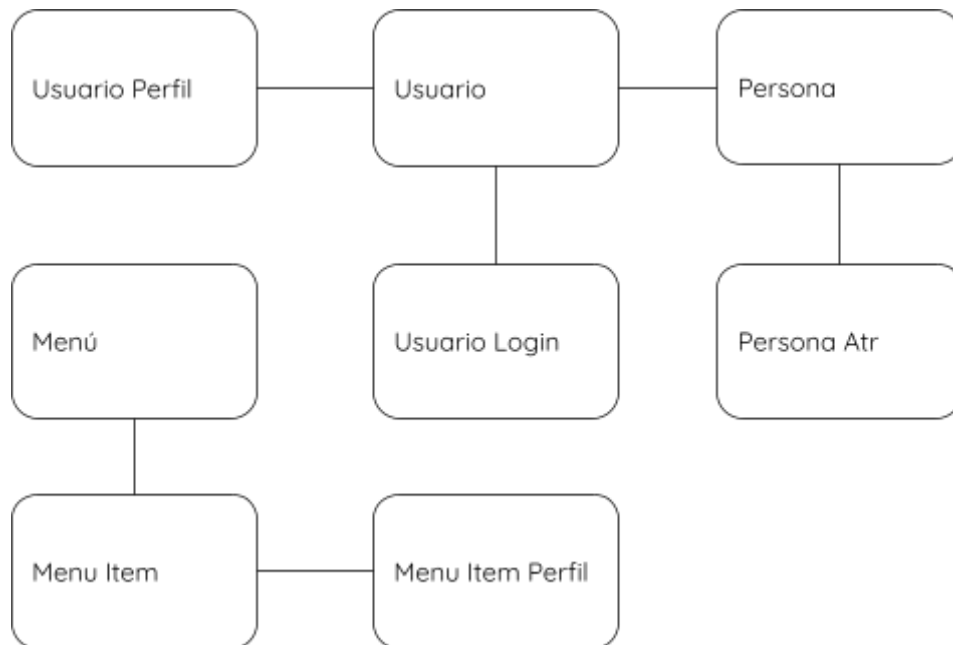 Usuario Perfil
Usuario
Persona
Menú
Usuario Login
Persona Atr
Menu Item
Menu Item Perfil